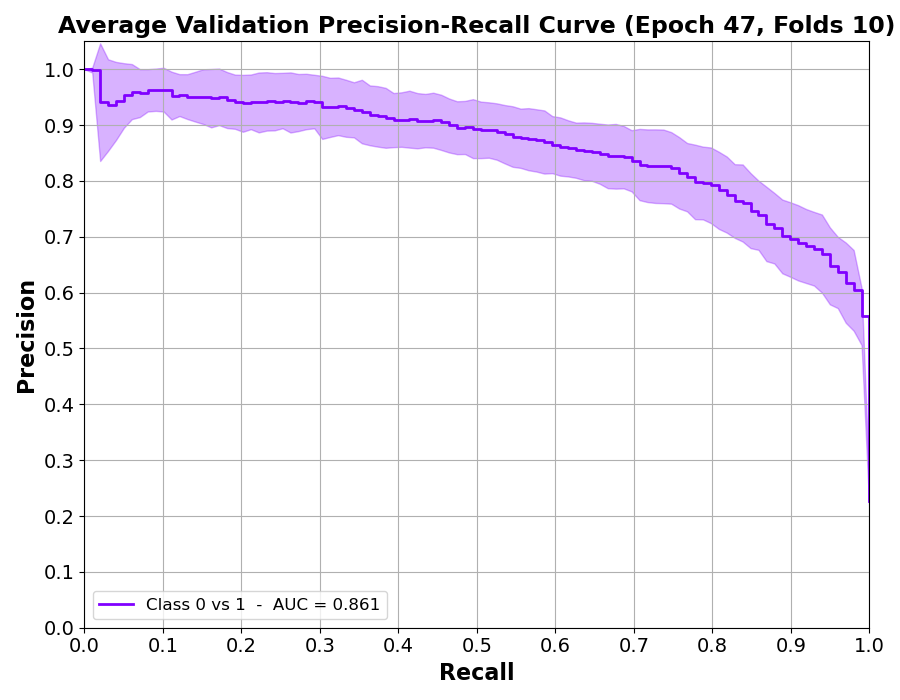 Average Validation Precision-Recall Curve (Epoch 47, Folds 10)
1.0
0.9
0.8
0.7
0.6
0.5
0.4
0.3
0.2
0.1
0.0
Precision
Class 0 vs 1 - AUC = 0.861
0.0 0.1 0.2 0.3 0.4 0.5 0.6 0.7 0.8 0.9 1.0
Recall